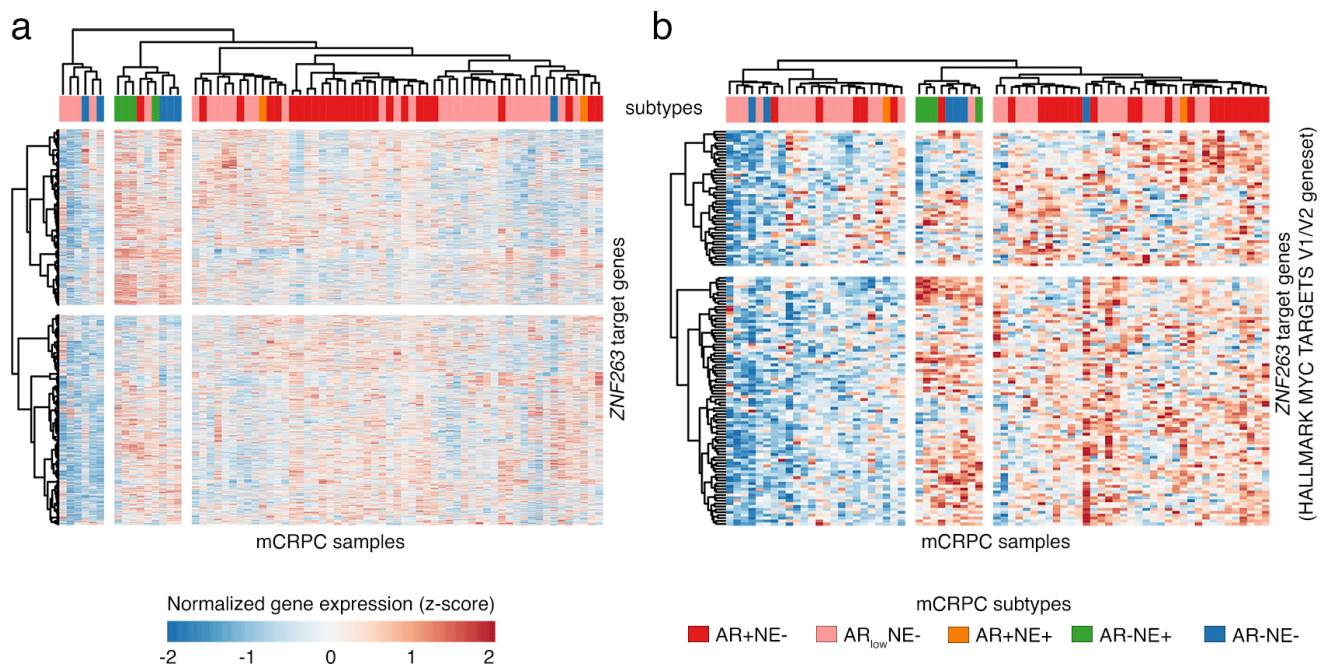 a
b
subtypes
ZNF263 target genes
ZNF263 target genes
(HALLMARK MYC TARGETS V1/V2 geneset)
mCRPC samples
mCRPC samples
Normalized gene expression (z-score)
-2 -1 0 1 2
mCRPC subtypes
AR+NE- ARlowNE- AR+NE+ AR-NE+ AR-NE-